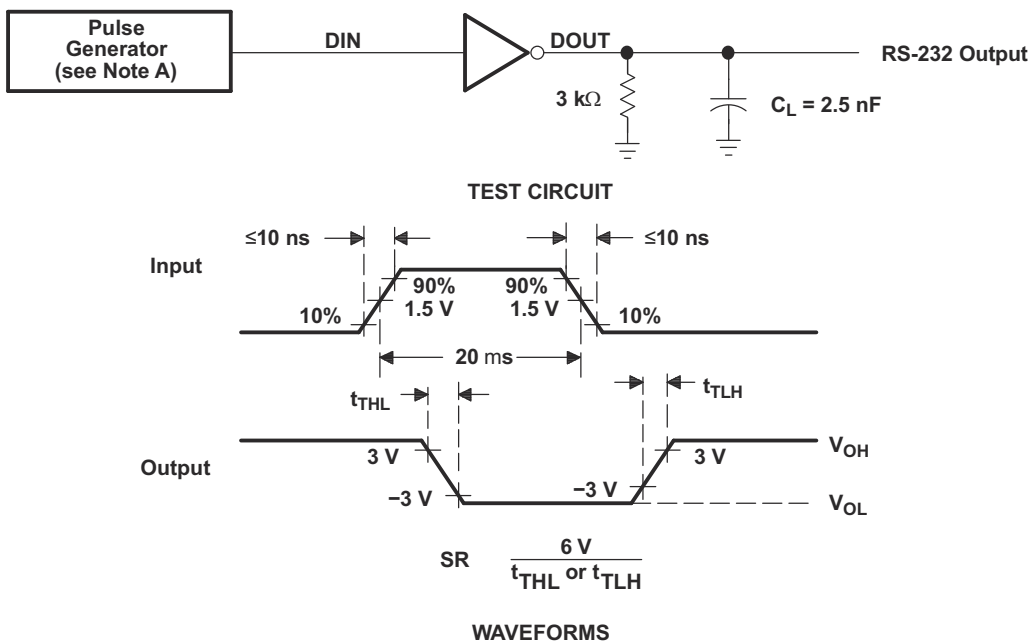 Pulse
Generator
(see Note A)
DIN
DOUT
RS-232 Output
3 kΩ
C_L = 2.5 nF
TEST CIRCUIT
≤10 ns
≤10 ns
Input
90%
90%
1.5 V
1.5 V
10%
10%
20 ms
t_THL
t_TLH
Output
3 V
3 V
V_OH
−3 V
−3 V
V_OL
SR
6 V
t_THL or t_TLH
WAVEFORMS